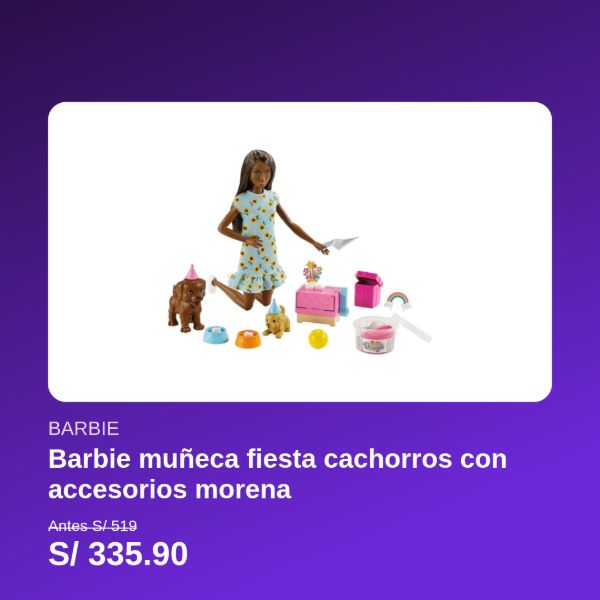 BARBIE
Barbie muñeca fiesta cachorros con
accesorios morena
Antes S/ 519
S/ 335.90